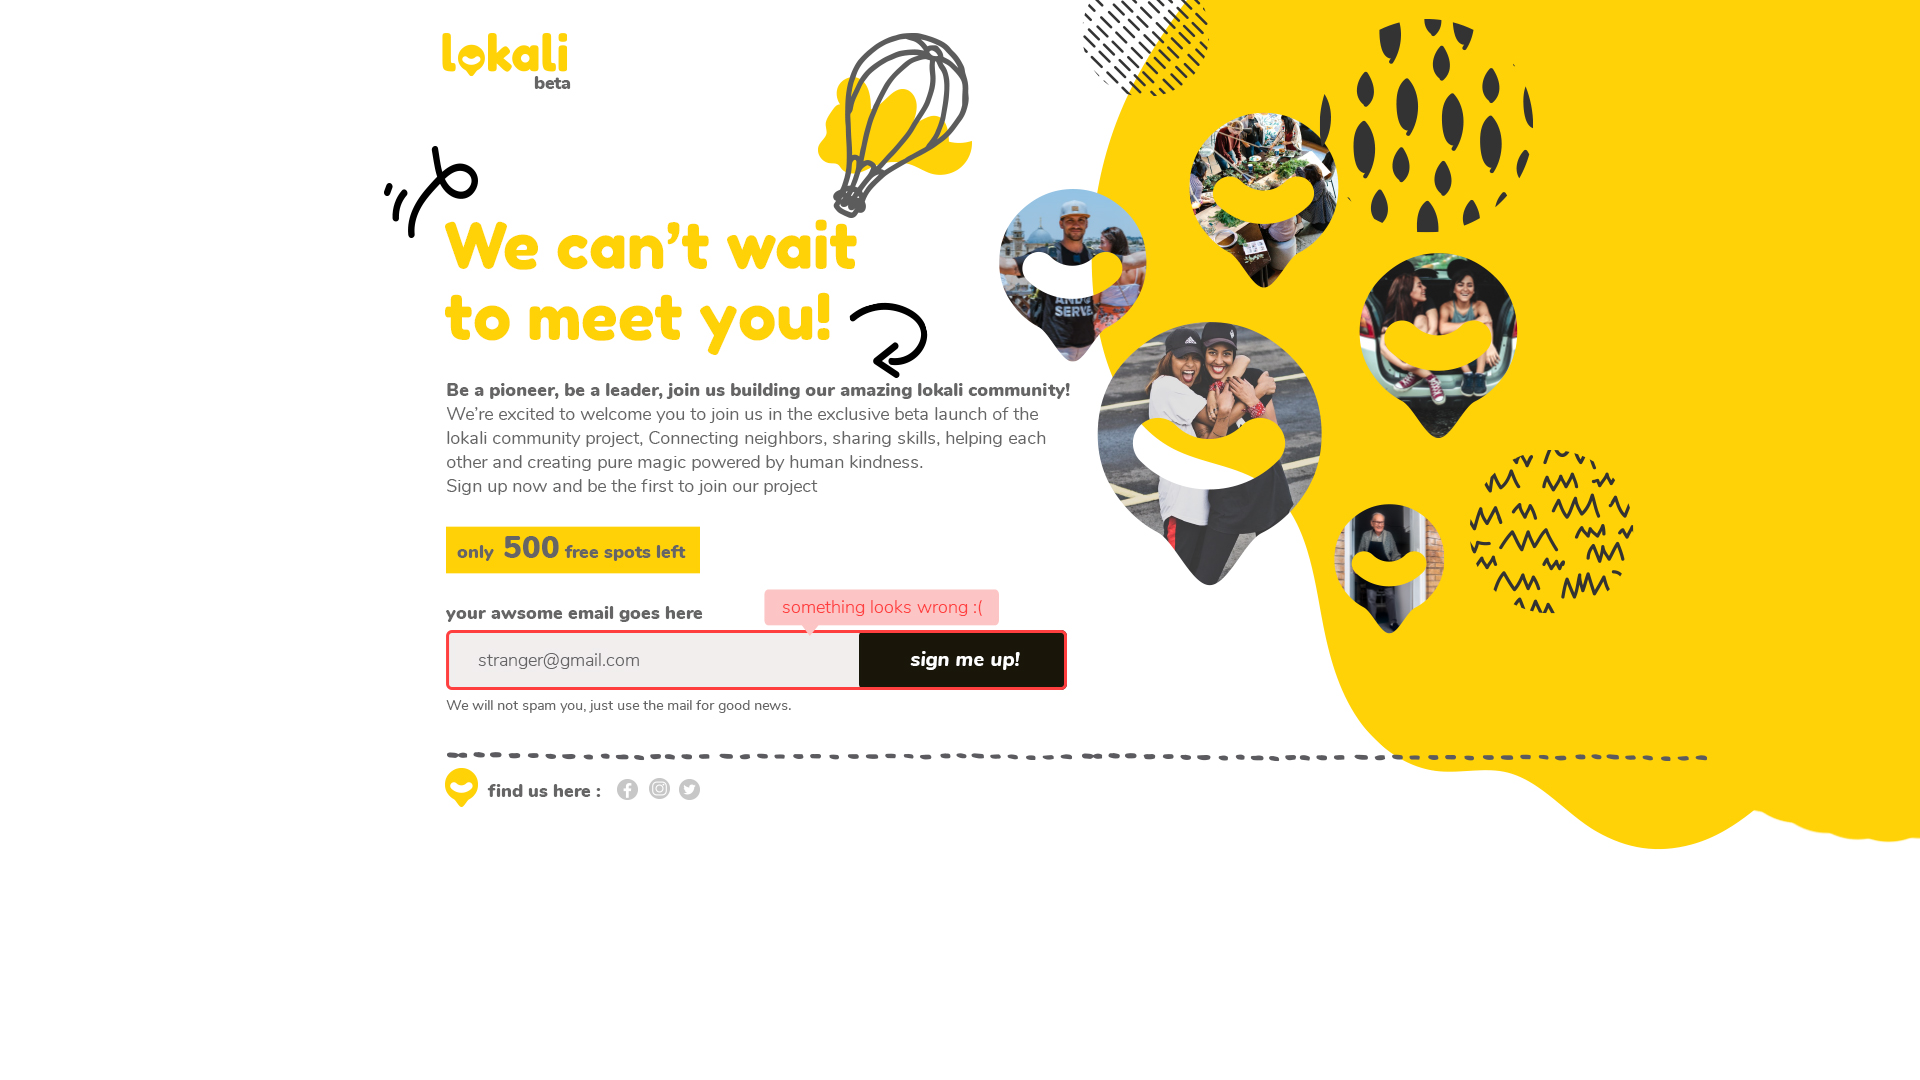 lokali
beta
We can't wait
to meet you!
Be a pioneer, be a leader, join us building our amazing lokali community!
We're excited to welcome you to join us in the exclusive beta launch of the
lokali community project, Connecting neighbors, sharing skills, helping each
other and creating pure magic powered by human kindness.
Sign up now and be the first to join our project
only 500 free spots left
your awsome email goes here
something looks wrong :(
stranger@gmail.com
sign me up!
We will not spam you, just use the mail for good news.
find us here :
AND
SERVE